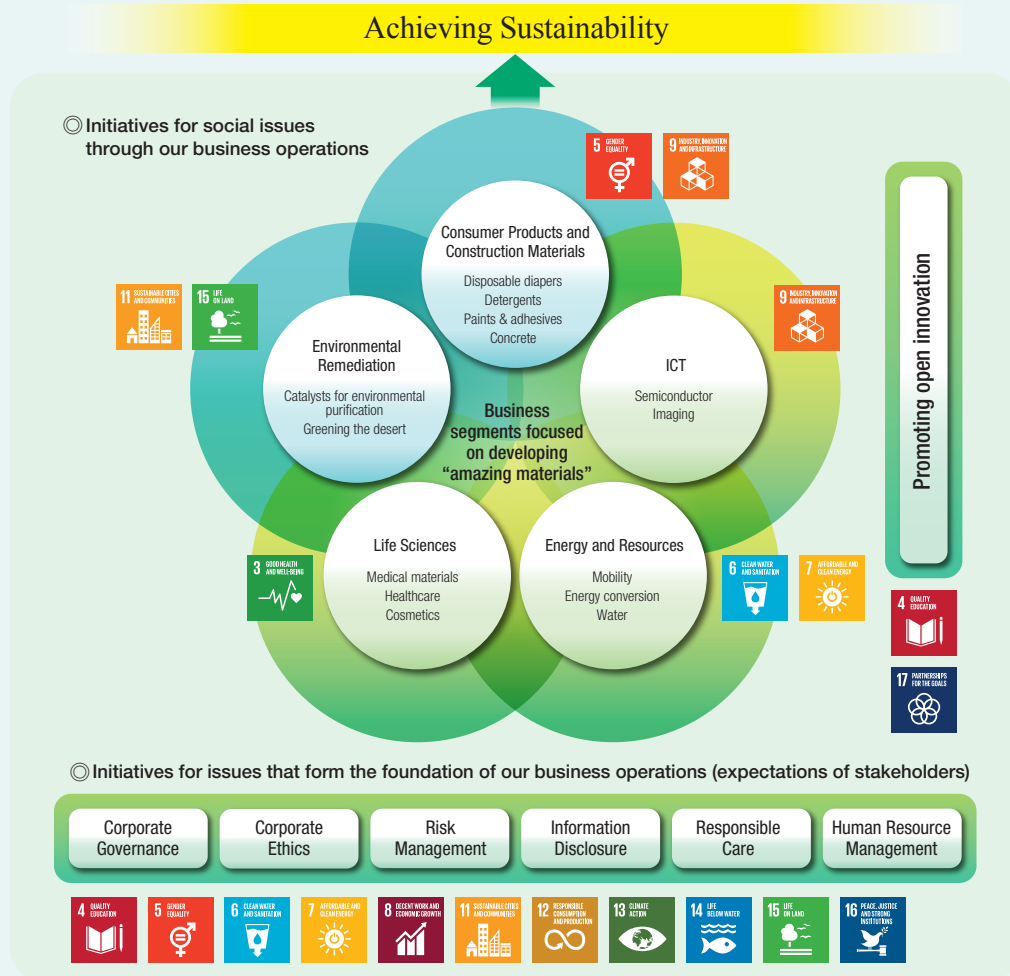 Achieving Sustainability
◎ Initiatives for social issues
through our business operations
5 GENDER
EQUALITY
9 INDUSTRY, INNOVATION
AND INFRASTRUCTURE
Consumer Products and
Construction Materials
Disposable diapers
Detergents
Paints & adhesives
Concrete
11 SUSTAINABLE CITIES
AND COMMUNITIES
15 LIFE
ON LAND
Environmental
Remediation
Catalysts for environmental
purification
Greening the desert
9 INDUSTRY, INNOVATION
AND INFRASTRUCTURE
ICT
Semiconductor
Imaging
Business
segments focused
on developing
“amazing materials”
3 GOOD HEALTH
AND WELL-BEING
Life Sciences
Medical materials
Healthcare
Cosmetics
Energy and Resources
Mobility
Energy conversion
Water
6 CLEAN WATER
AND SANITATION
7 AFFORDABLE AND
CLEAN ENERGY
Promoting open innovation
4 QUALITY
EDUCATION
17 PARTNERSHIPS
FOR THE GOALS
◎ Initiatives for issues that form the foundation of our business operations (expectations of stakeholders)
Corporate
Governance
Corporate
Ethics
Risk
Management
Information
Disclosure
Responsible
Care
Human Resource
Management
4 QUALITY
EDUCATION
5 GENDER
EQUALITY
6 CLEAN WATER
AND SANITATION
7 AFFORDABLE AND
CLEAN ENERGY
8 DECENT WORK AND
ECONOMIC GROWTH
11 SUSTAINABLE CITIES
AND COMMUNITIES
12 RESPONSIBLE
CONSUMPTION
AND PRODUCTION
13 CLIMATE
ACTION
14 LIFE
BELOW WATER
15 LIFE
ON LAND
16 PEACE, JUSTICE
AND STRONG
INSTITUTIONS